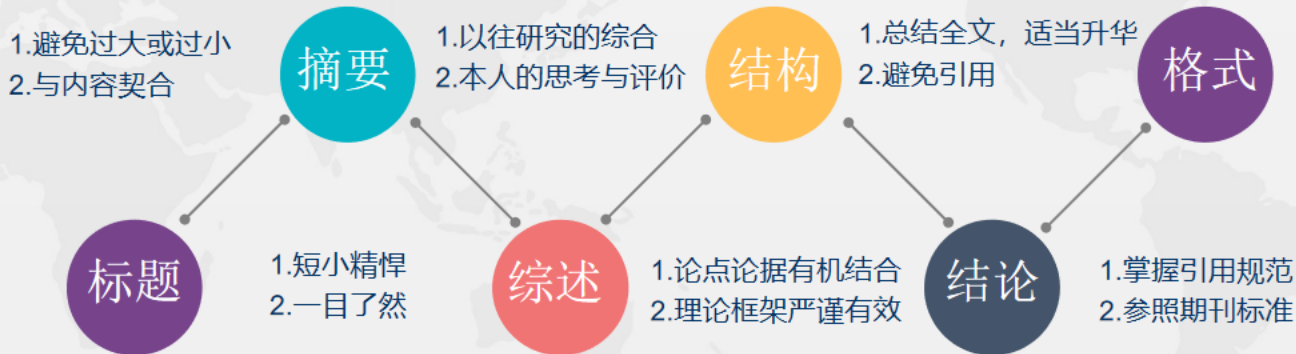 标题
1.避免过大或过小
2.与内容契合
摘要
1.短小精悍
2.一目了然
综述
1.以往研究的综合
2.本人的思考与评价
结构
1.论点论据有机结合
2.理论框架严谨有效
结论
1.总结全文，适当升华
2.避免引用
格式
1.掌握引用规范
2.参照期刊标准